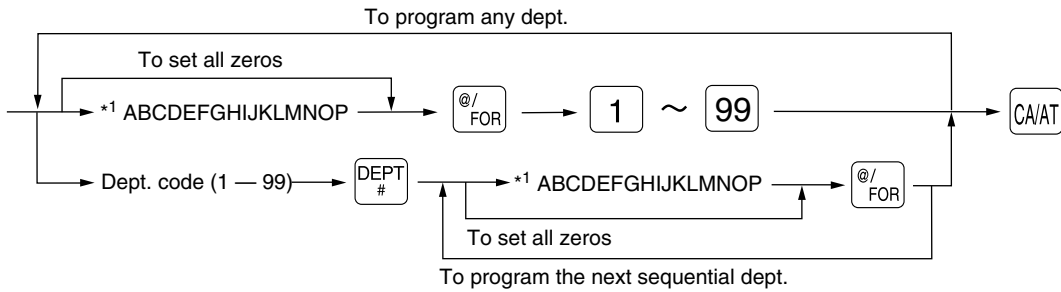 To program any dept.
To set all zeros
*1 ABCDEFGHIJKLMNOP @/FOR 1 ~ 99 CA/AT
Dept. code (1 — 99) DEPT # *1 ABCDEFGHIJKLMNOP @/FOR
To set all zeros
To program the next sequential dept.